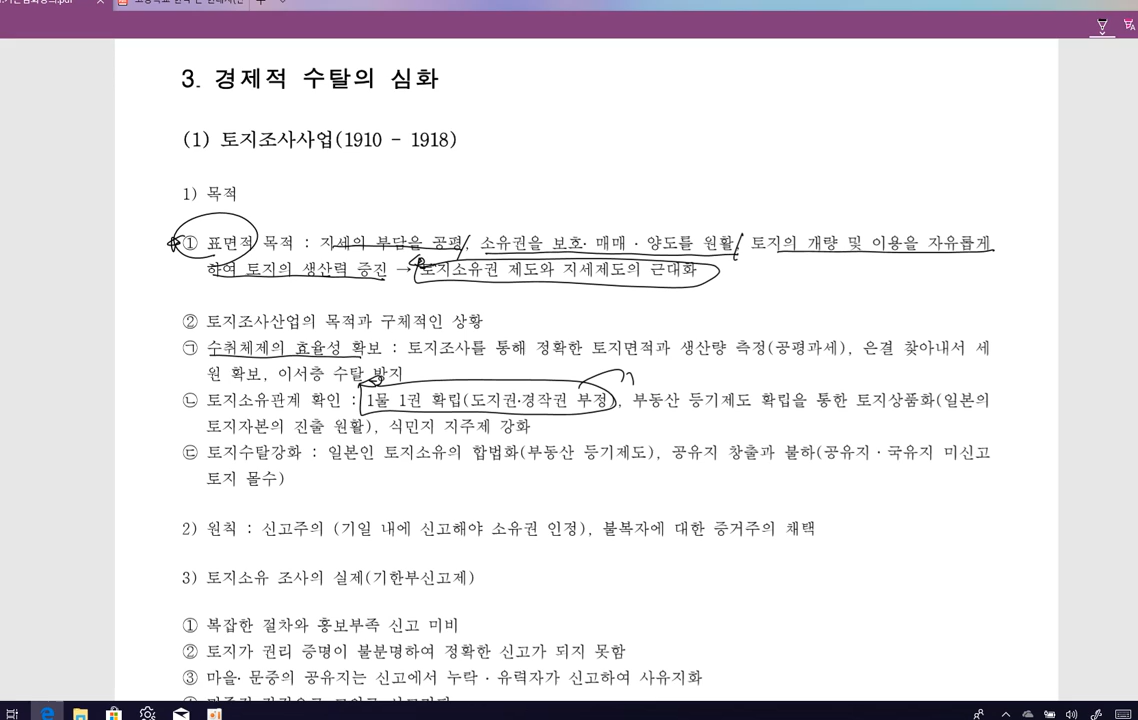 3. 경제적 수탈의 심화
(1) 토지조사사업(1910 - 1918)
1) 목적
① 표면적 목적 : 지세의 부담을 공평, 소유권을 보호·매매·양도를 원활, 토지의 개량 및 이용을 자유롭게
하여 토지의 생산력 증진 → 토지소유권 제도와 지세제도의 근대화
② 토지조사산업의 목적과 구체적인 상황
㉠ 수취체제의 효율성 확보 : 토지조사를 통해 정확한 토지면적과 생산량 측정(공평과세), 은결 찾아내서 세
원 확보, 이서층 수탈 방지
㉡ 토지소유관계 확인 : 1물 1권 확립(도지권·경작권 부정), 부동산 등기제도 확립을 통한 토지상품화(일본의
토지자본의 진출 원활), 식민지 지주제 강화
㉢ 토지수탈강화 : 일본인 토지소유의 합법화(부동산 등기제도), 공유지 창출과 불하(공유지·국유지 미신고
토지 몰수)
2) 원칙 : 신고주의 (기일 내에 신고해야 소유권 인정), 불복자에 대한 증거주의 채택
3) 토지소유 조사의 실제(기한부신고제)
① 복잡한 절차와 홍보부족 신고 미비
② 토지가 권리 증명이 불분명하여 정확한 신고가 되지 못함
③ 마을·문중의 공유지는 신고에서 누락·유력자가 신고하여 사유지화